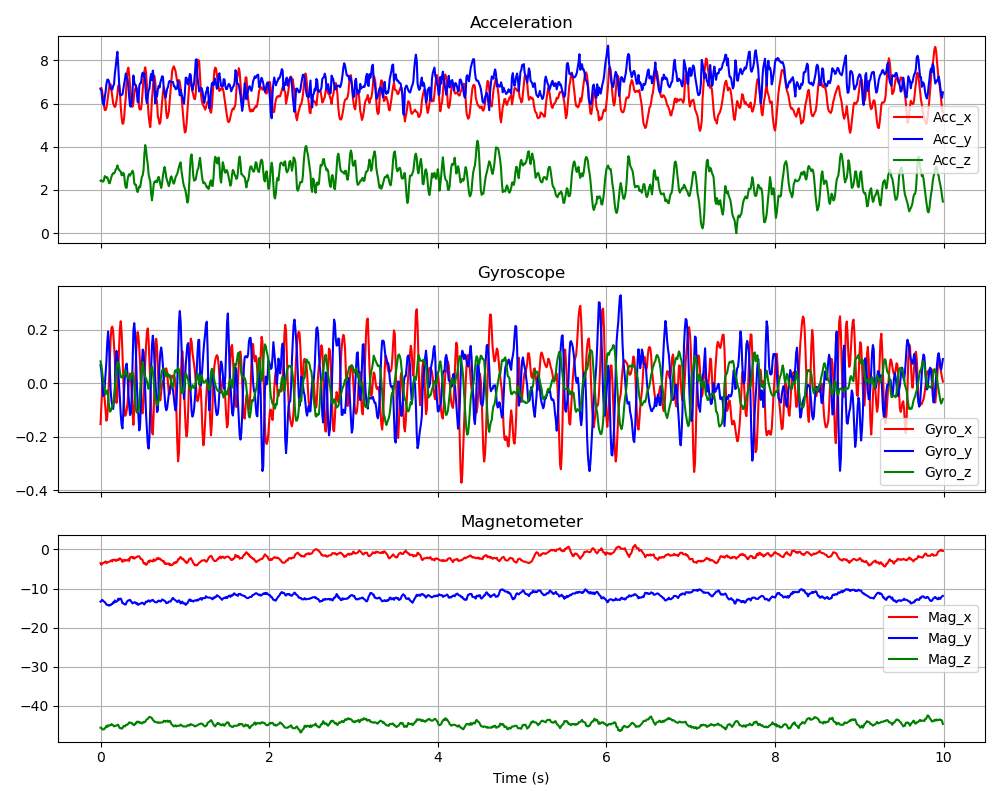 Acceleration
8
6
4
2
0
Acc_x
Acc_y
Acc_z
Gyroscope
0.2
0.0
−0.2
−0.4
Gyro_x
Gyro_y
Gyro_z
Magnetometer
0
−10
−20
−30
−40
Mag_x
Mag_y
Mag_z
0 2 4 6 8 10
Time (s)